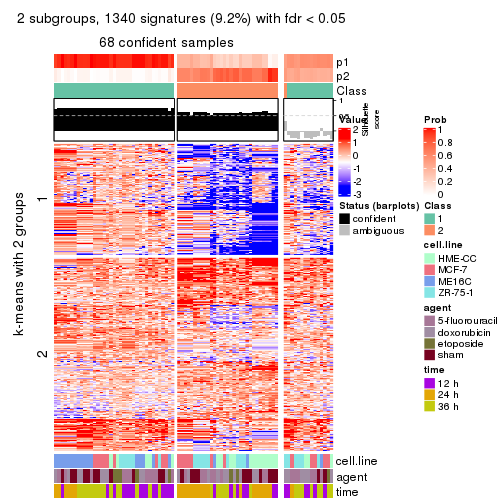 2 subgroups, 1340 signatures (9.2%) with fdr < 0.05
68 confident samples
p1
p2
Class
1
0.5
Silhouette
score
k-means with 2 groups
1
2
Value
2
1
0
-1
-2
-3
Status (barplots)
confident
ambiguous
Prob
1
0.8
0.6
0.4
0.2
0
Class
1
2
cell.line
HME-CC
MCF-7
ME16C
ZR-75-1
agent
5-fluorouracil
doxorubicin
etoposide
sham
time
12 h
24 h
36 h
cell.line
agent
time